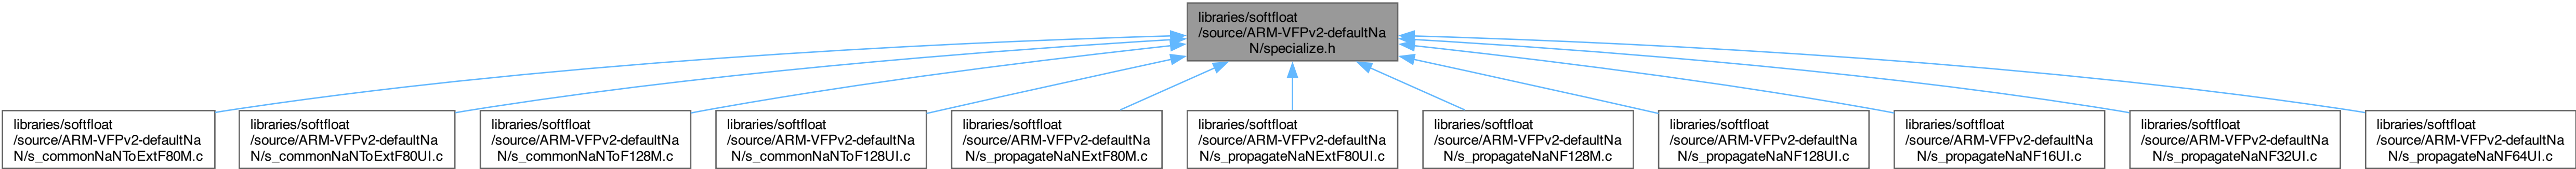 libraries/softfloat
/source/ARM-VFPv2-defaultNa
N/specialize.h
libraries/softfloat
/source/ARM-VFPv2-defaultNa
N/s_commonNaNToExtF80M.c
libraries/softfloat
/source/ARM-VFPv2-defaultNa
N/s_commonNaNToExtF80UI.c
libraries/softfloat
/source/ARM-VFPv2-defaultNa
N/s_commonNaNToF128M.c
libraries/softfloat
/source/ARM-VFPv2-defaultNa
N/s_commonNaNToF128UI.c
libraries/softfloat
/source/ARM-VFPv2-defaultNa
N/s_propagateNaNExtF80M.c
libraries/softfloat
/source/ARM-VFPv2-defaultNa
N/s_propagateNaNExtF80UI.c
libraries/softfloat
/source/ARM-VFPv2-defaultNa
N/s_propagateNaNF128M.c
libraries/softfloat
/source/ARM-VFPv2-defaultNa
N/s_propagateNaNF128UI.c
libraries/softfloat
/source/ARM-VFPv2-defaultNa
N/s_propagateNaNF16UI.c
libraries/softfloat
/source/ARM-VFPv2-defaultNa
N/s_propagateNaNF32UI.c
libraries/softfloat
/source/ARM-VFPv2-defaultNa
N/s_propagateNaNF64UI.c